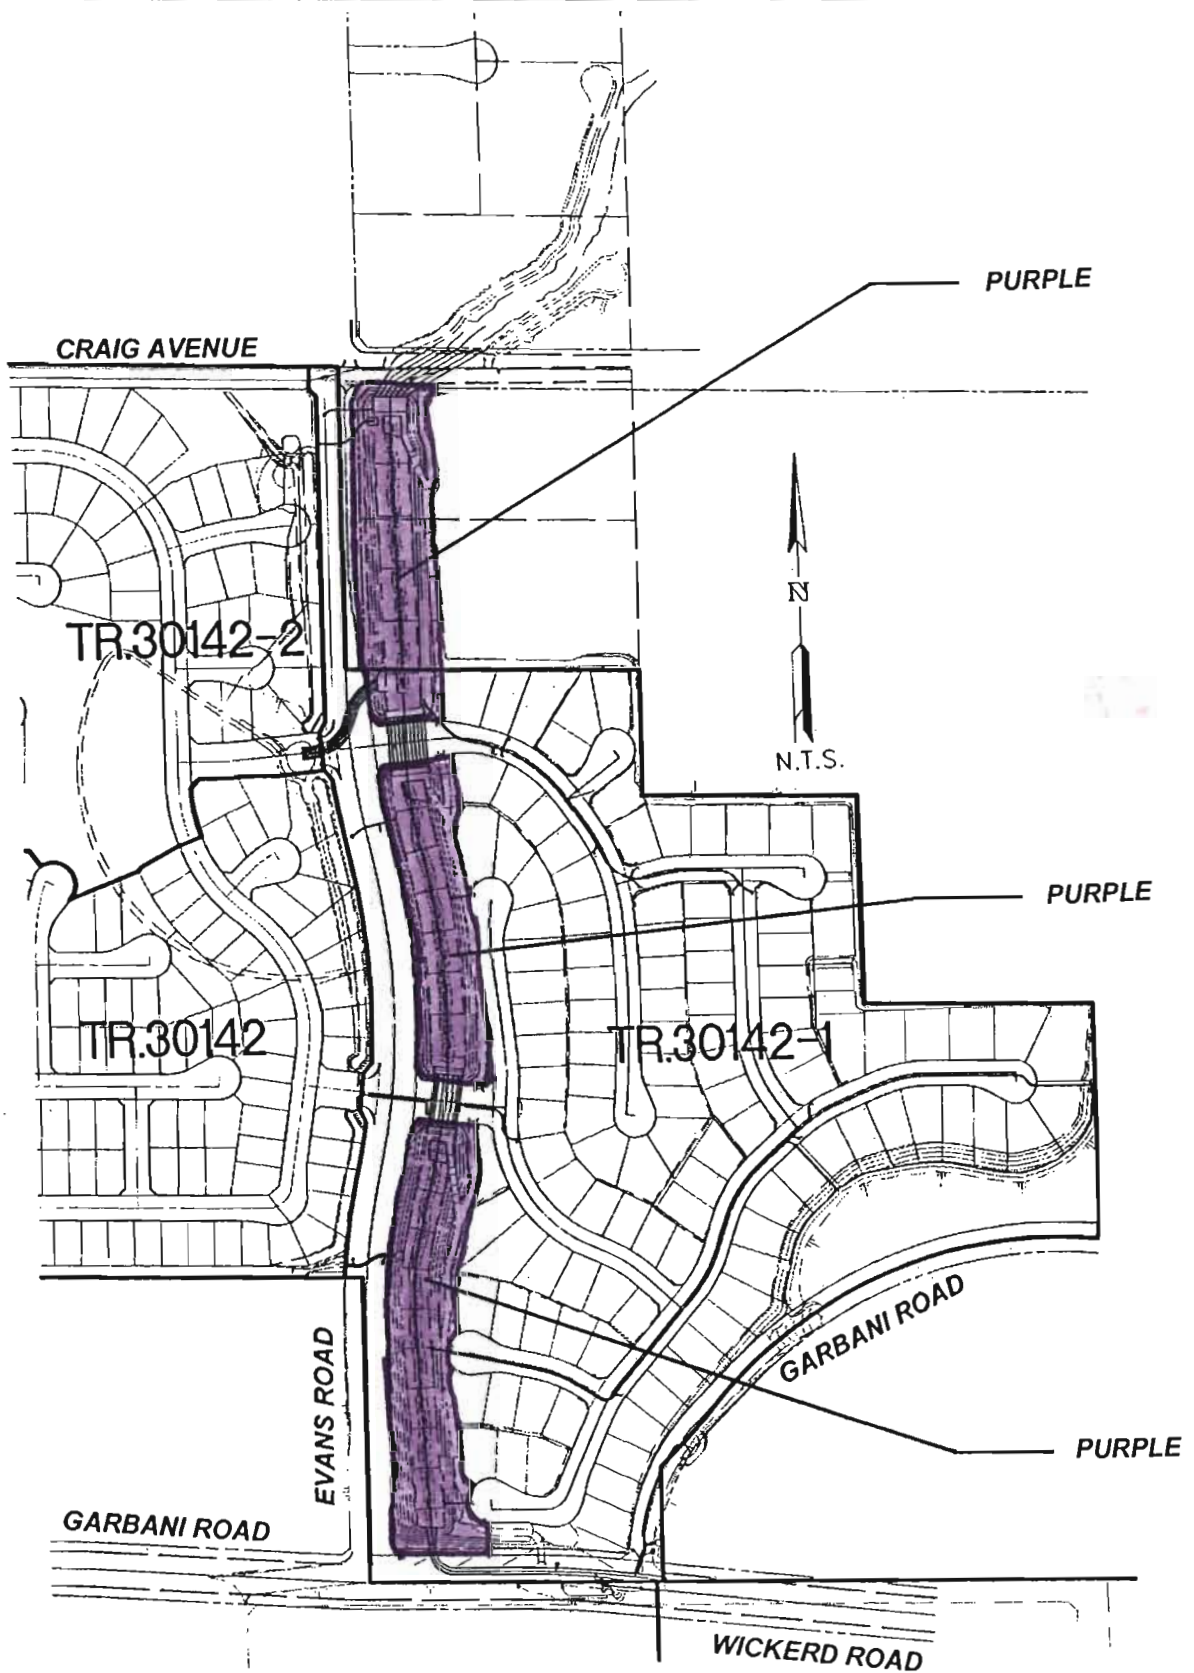 PURPLE
CRAIG AVENUE
N
TR.30142-2
N.T.S.
PURPLE
TR.30142
TR.30142-1
GARBANI ROAD
EVANS ROAD
PURPLE
GARBANI ROAD
WICKERD ROAD